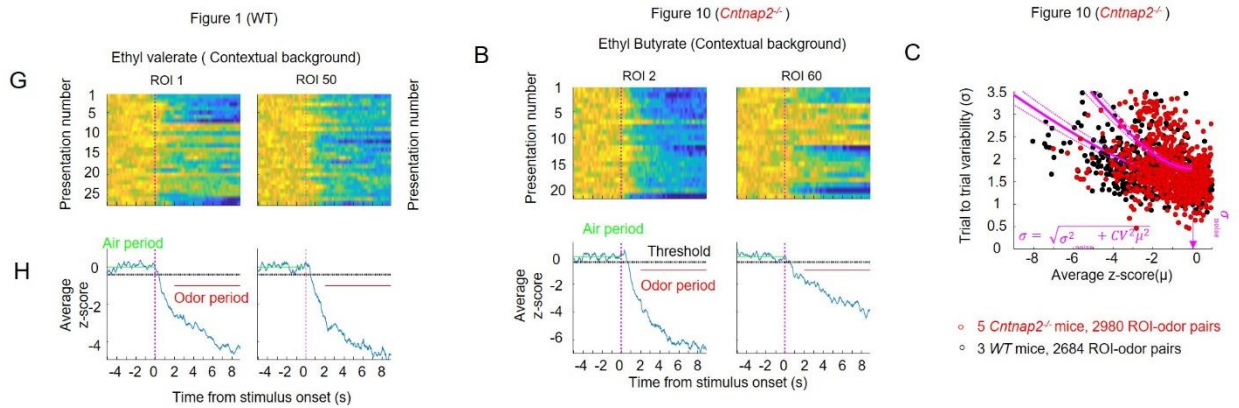 Figure 1 (WT)
Figure 10 (Cntnap2-/-)
Figure 10 (Cntnap2-/-)
G
Ethyl valerate ( Contextual background)
ROI 1
ROI 50
Presentation number
1
5
10
15
20
25
H
Air period
Odor period
Average
z-score
0
-2
-4
-4 -2 0 2 4 6 8
-4 -2 0 2 4 6 8
Time from stimulus onset (s)
B
Ethyl Butyrate (Contextual background)
ROI 2
ROI 60
Presentation number
Presentation number
1
5
10
15
20
Air period
Threshold
Odor period
Average
z-score
0
-2
-4
-6
-4 -2 0 2 4 6 8
-4 -2 0 2 4 6 8
Time from stimulus onset (s)
C
Trial to trial variability (σ)
3.5
3
2.5
2
1.5
1
0.5
0
σ = √σ² + CV²μ²
σ
noise
-8 -6 -4 -2 0
Average z-score(μ)
5 Cntnap2-/- mice, 2980 ROI-odor pairs
3 WT mice, 2684 ROI-odor pairs